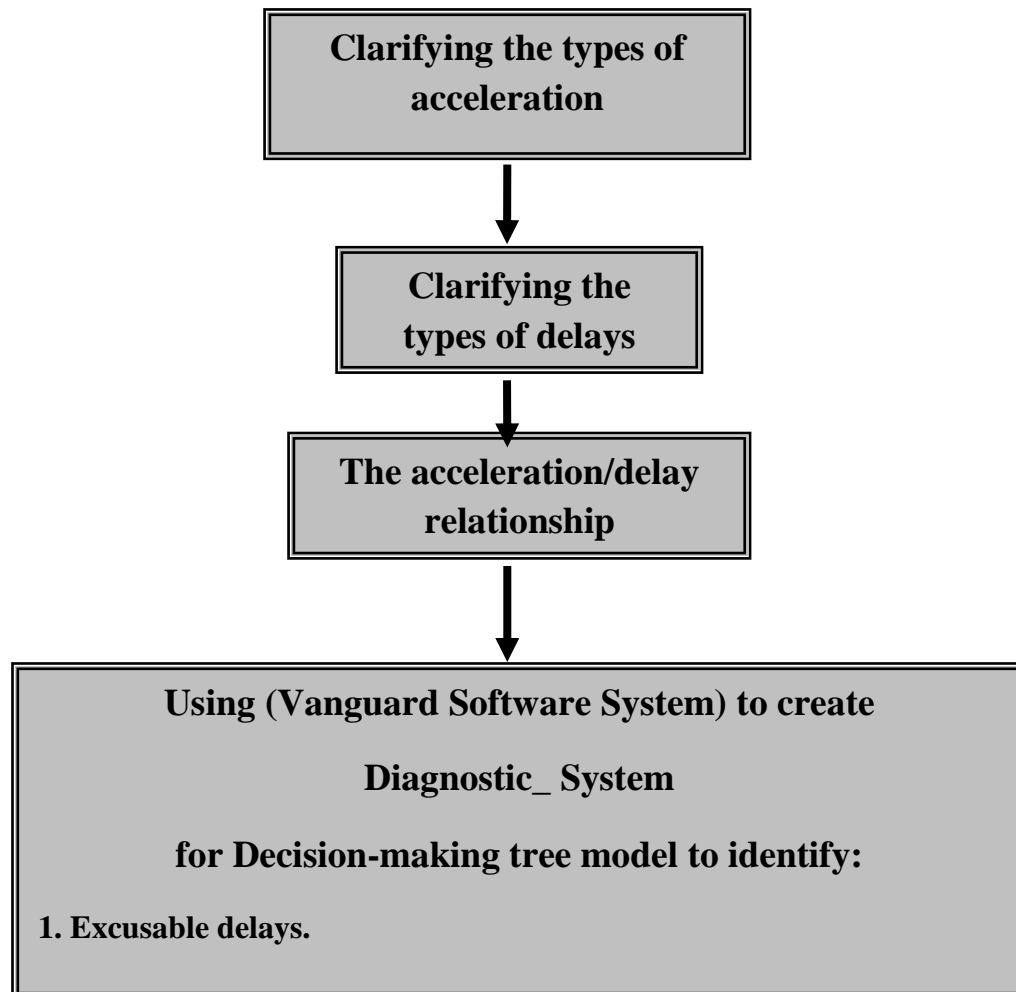 Clarifying the types of
acceleration
Clarifying the
types of delays
The acceleration/delay
relationship
Using (Vanguard Software System) to create
Diagnostic_ System
for Decision-making tree model to identify:
1. Excusable delays.